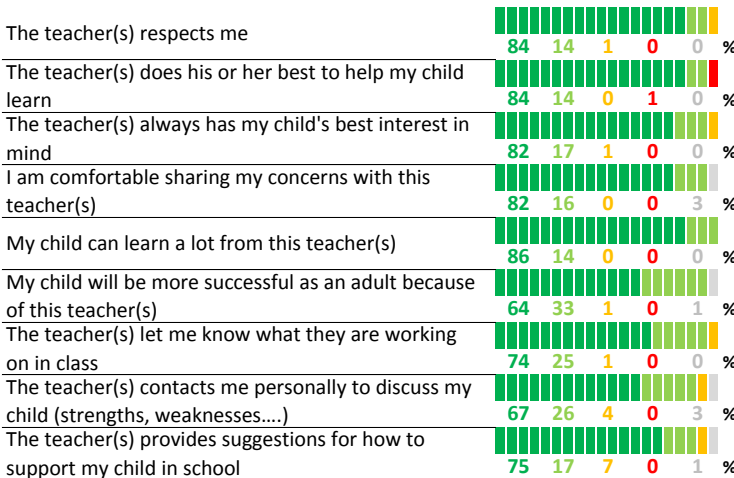 The teacher(s) respects me
84 14 1 0 0 %
The teacher(s) does his or her best to help my child
learn
84 14 0 1 0 %
The teacher(s) always has my child's best interest in
mind
82 17 1 0 0 %
I am comfortable sharing my concerns with this
teacher(s)
82 16 0 0 3 %
My child can learn a lot from this teacher(s)
86 14 0 0 0 %
My child will be more successful as an adult because
of this teacher(s)
64 33 1 0 1 %
The teacher(s) let me know what they are working
on in class
74 25 1 0 0 %
The teacher(s) contacts me personally to discuss my
child (strengths, weaknesses....)
67 26 4 0 3 %
The teacher(s) provides suggestions for how to
support my child in school
75 17 7 0 1 %